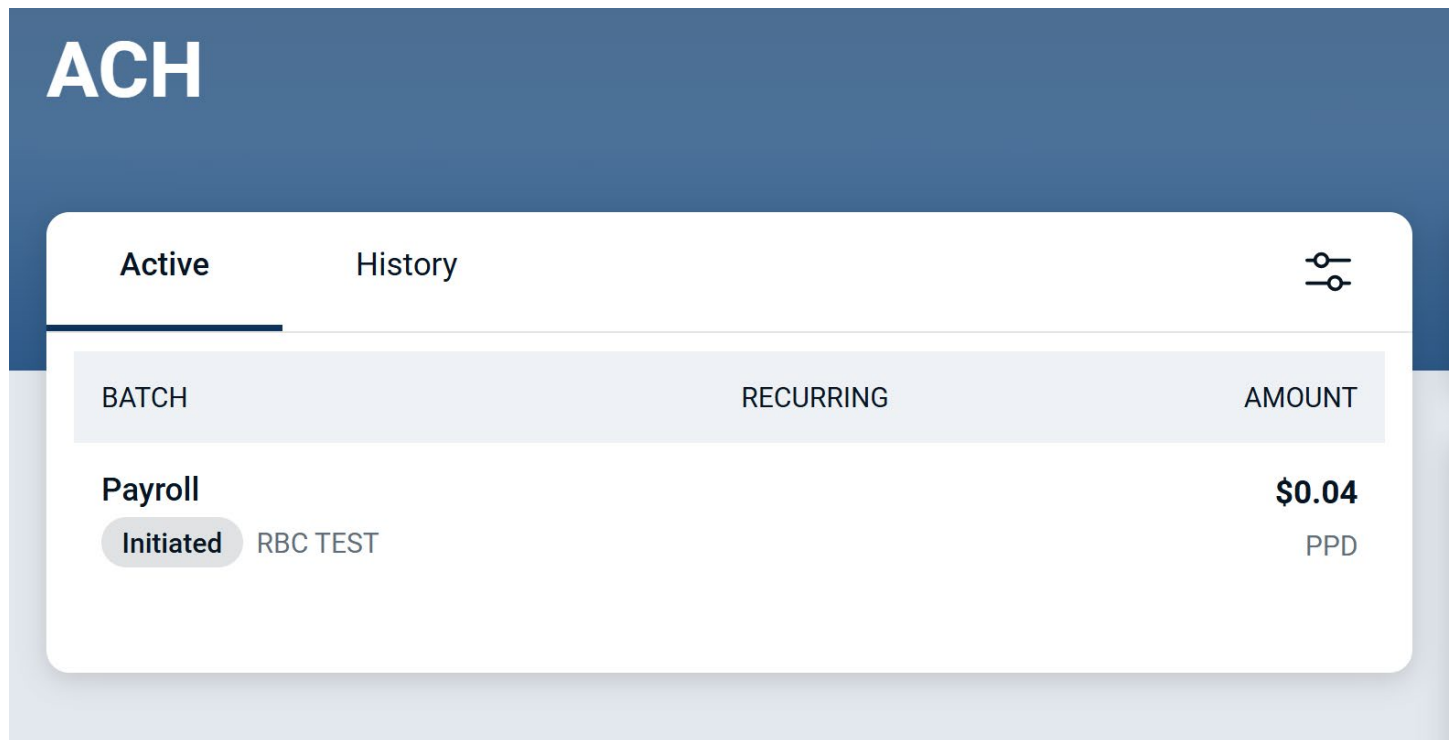 ACH
Active History
BATCH RECURRING AMOUNT
Payroll $0.04
Initiated RBC TEST PPD